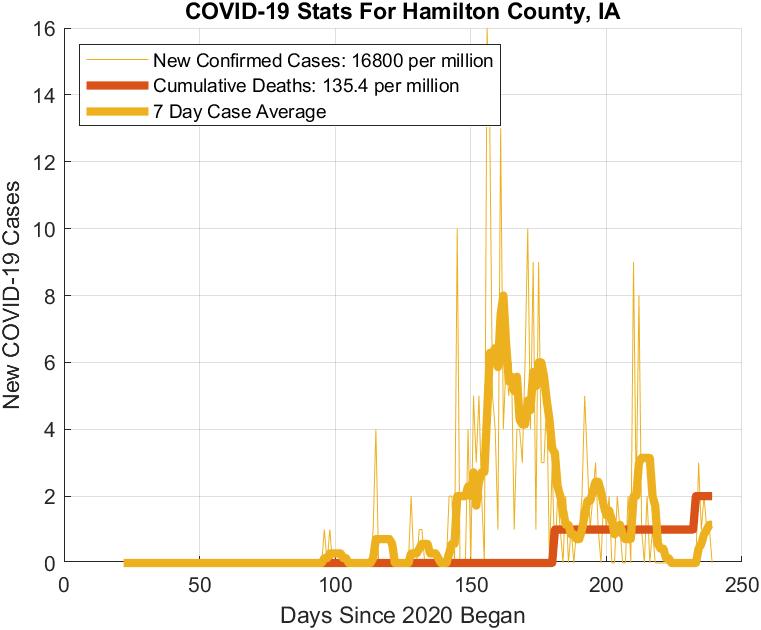 COVID-19 Stats For Hamilton County, IA
16
14
12
10
8
6
4
2
0
New COVID-19 Cases
New Confirmed Cases: 16800 per million
Cumulative Deaths: 135.4 per million
7 Day Case Average
0 50 100 150 200 250
Days Since 2020 Began